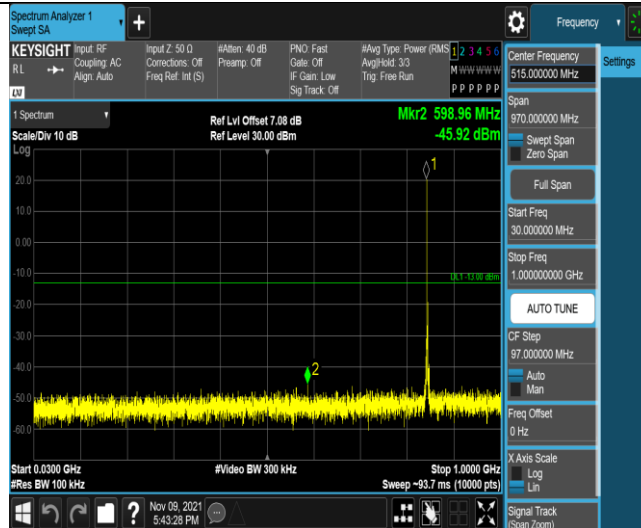 Spectrum Analyzer 1
Swept SA
Frequency
KEYSIGHT
Input: RF
Input Z: 50 Ω
#Atten: 40 dB
PNO: Fast
#Avg Type: Power (RMS
1 2 3 4 5 6
RL
Coupling: AC
Corrections: Off
Preamp: Off
Gate: Off
Avg|Hold: 3/3
M W W W W W
Align: Auto
Freq Ref: Int (S)
IF Gain: Low
Trig: Free Run
Sig Track: Off
P P P P P P
LXI
1 Spectrum
Scale/Div 10 dB
Ref Lvl Offset 7.08 dB
Ref Level 30.00 dBm
Mkr2 598.96 MHz
-45.92 dBm
Log
1
20.0
10.0
0.00
-10.0
DL1 -13.00 dBm
-20.0
-30.0
-40.0
2
-50.0
-60.0
Start 0.0300 GHz
#Video BW 300 kHz
Stop 1.0000 GHz
#Res BW 100 kHz
Sweep ~93.7 ms (10000 pts)
?
Nov 09, 2021
5:43:28 PM
Center Frequency
515.000000 MHz
Settings
Span
970.000000 MHz
Swept Span
Zero Span
Full Span
Start Freq
30.000000 MHz
Stop Freq
1.000000000 GHz
AUTO TUNE
CF Step
97.000000 MHz
Auto
Man
Freq Offset
0 Hz
X Axis Scale
Log
Lin
Signal Track
(Span Zoom)